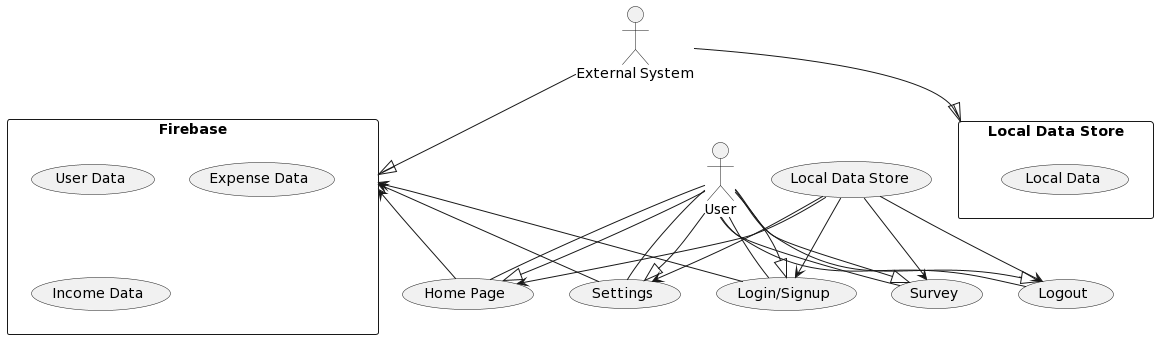 External System
Firebase
Local Data Store
User Data
Expense Data
User
Local Data Store
Local Data
Income Data
Home Page
Settings
Login/Signup
Survey
Logout